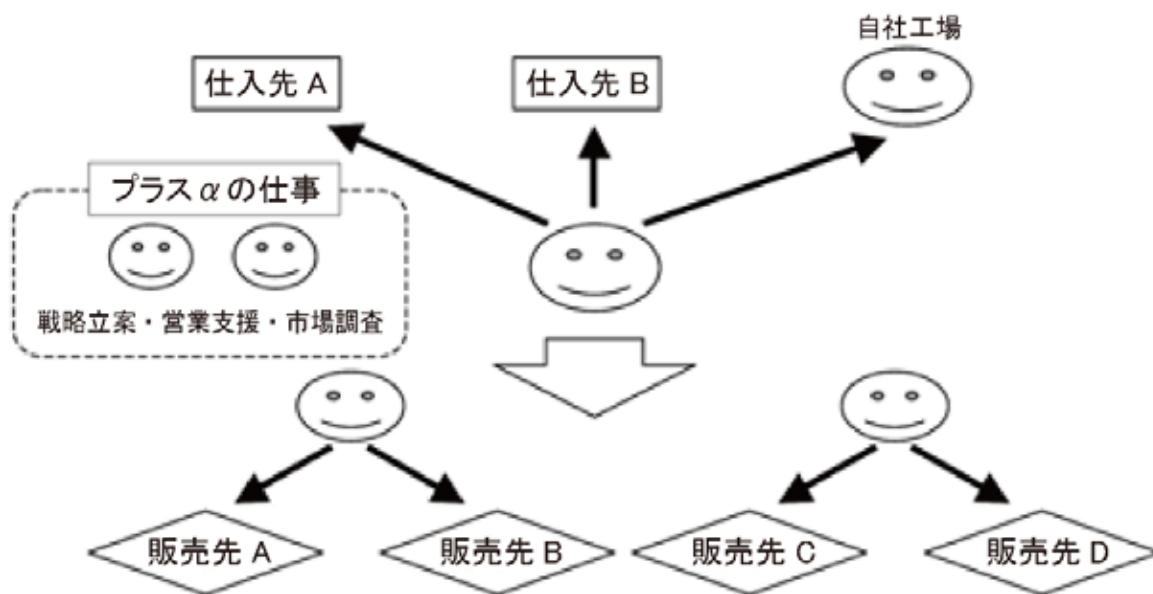 自社工場
仕入先 A
仕入先 B
プラスαの仕事
戦略立案・営業支援・市場調査
販売先 A
販売先 B
販売先 C
販売先 D